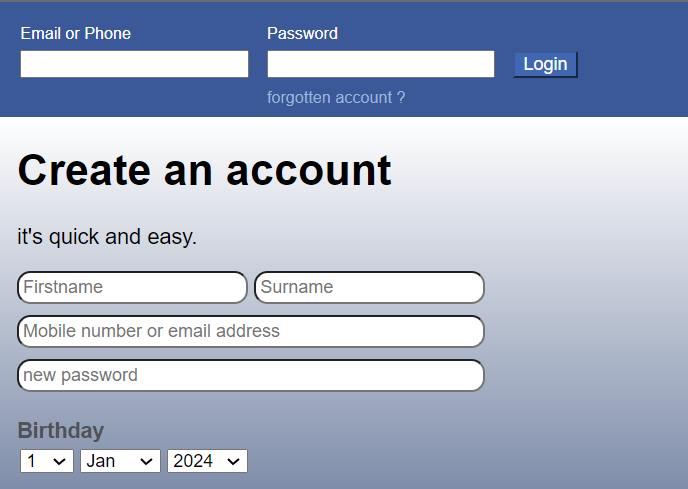 Email or Phone Password
Login
forgotten account ?
Create an account
it's quick and easy.
Firstname Surname
Mobile number or email address
new password
Birthday
1 Jan 2024